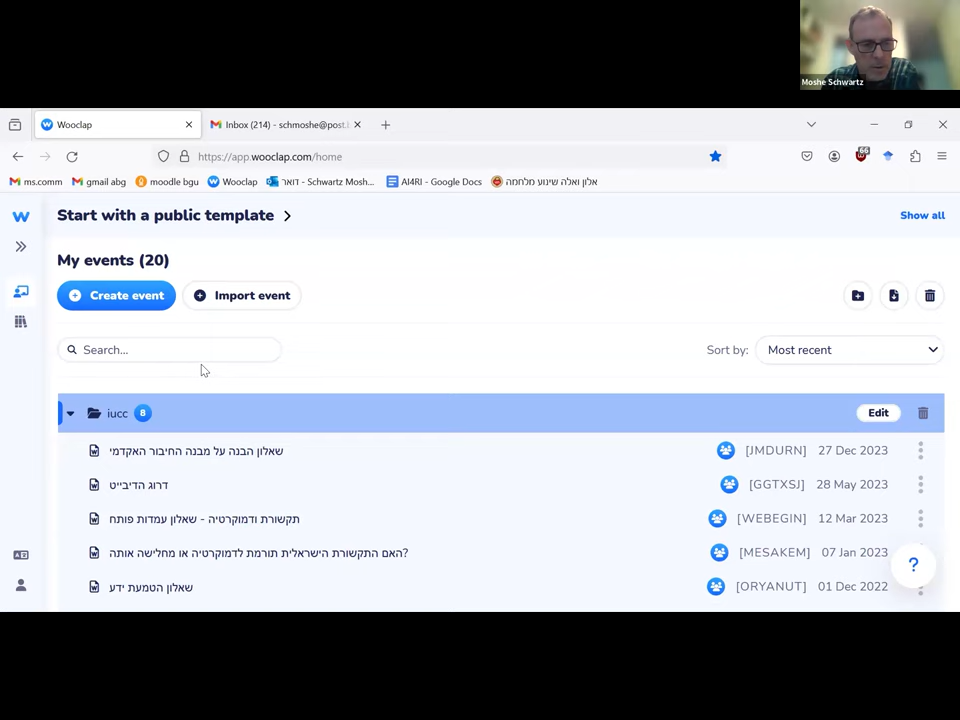 Moshe Schwartz
Wooclap
Inbox (214) - schmoshe@post.
https://app.wooclap.com/home
66
ms.comm
gmail abg
moodle bgu
Wooclap
דואר - Schwartz Mosh...
AI4RI - Google Docs
אלון ואלה שינוע מלחמה
Start with a public template
Show all
My events (20)
Create event
Import event
Search...
Sort by: Most recent
iucc 8
Edit
שאלון הבנה על מבנה החיבור האקדמי
[JMDURN] 27 Dec 2023
דרוג הדיבייט
[GGTXSJ] 28 May 2023
תקשורת ודמוקרטיה - שאלון עמדות פותח
[WEBEGIN] 12 Mar 2023
האם התקשורת הישראלית תורמת לדמוקרטיה או מחלישה אותה?
[MESAKEM] 07 Jan 2023
?
שאלון הטמעת ידע
[ORYANUT] 01 Dec 2022